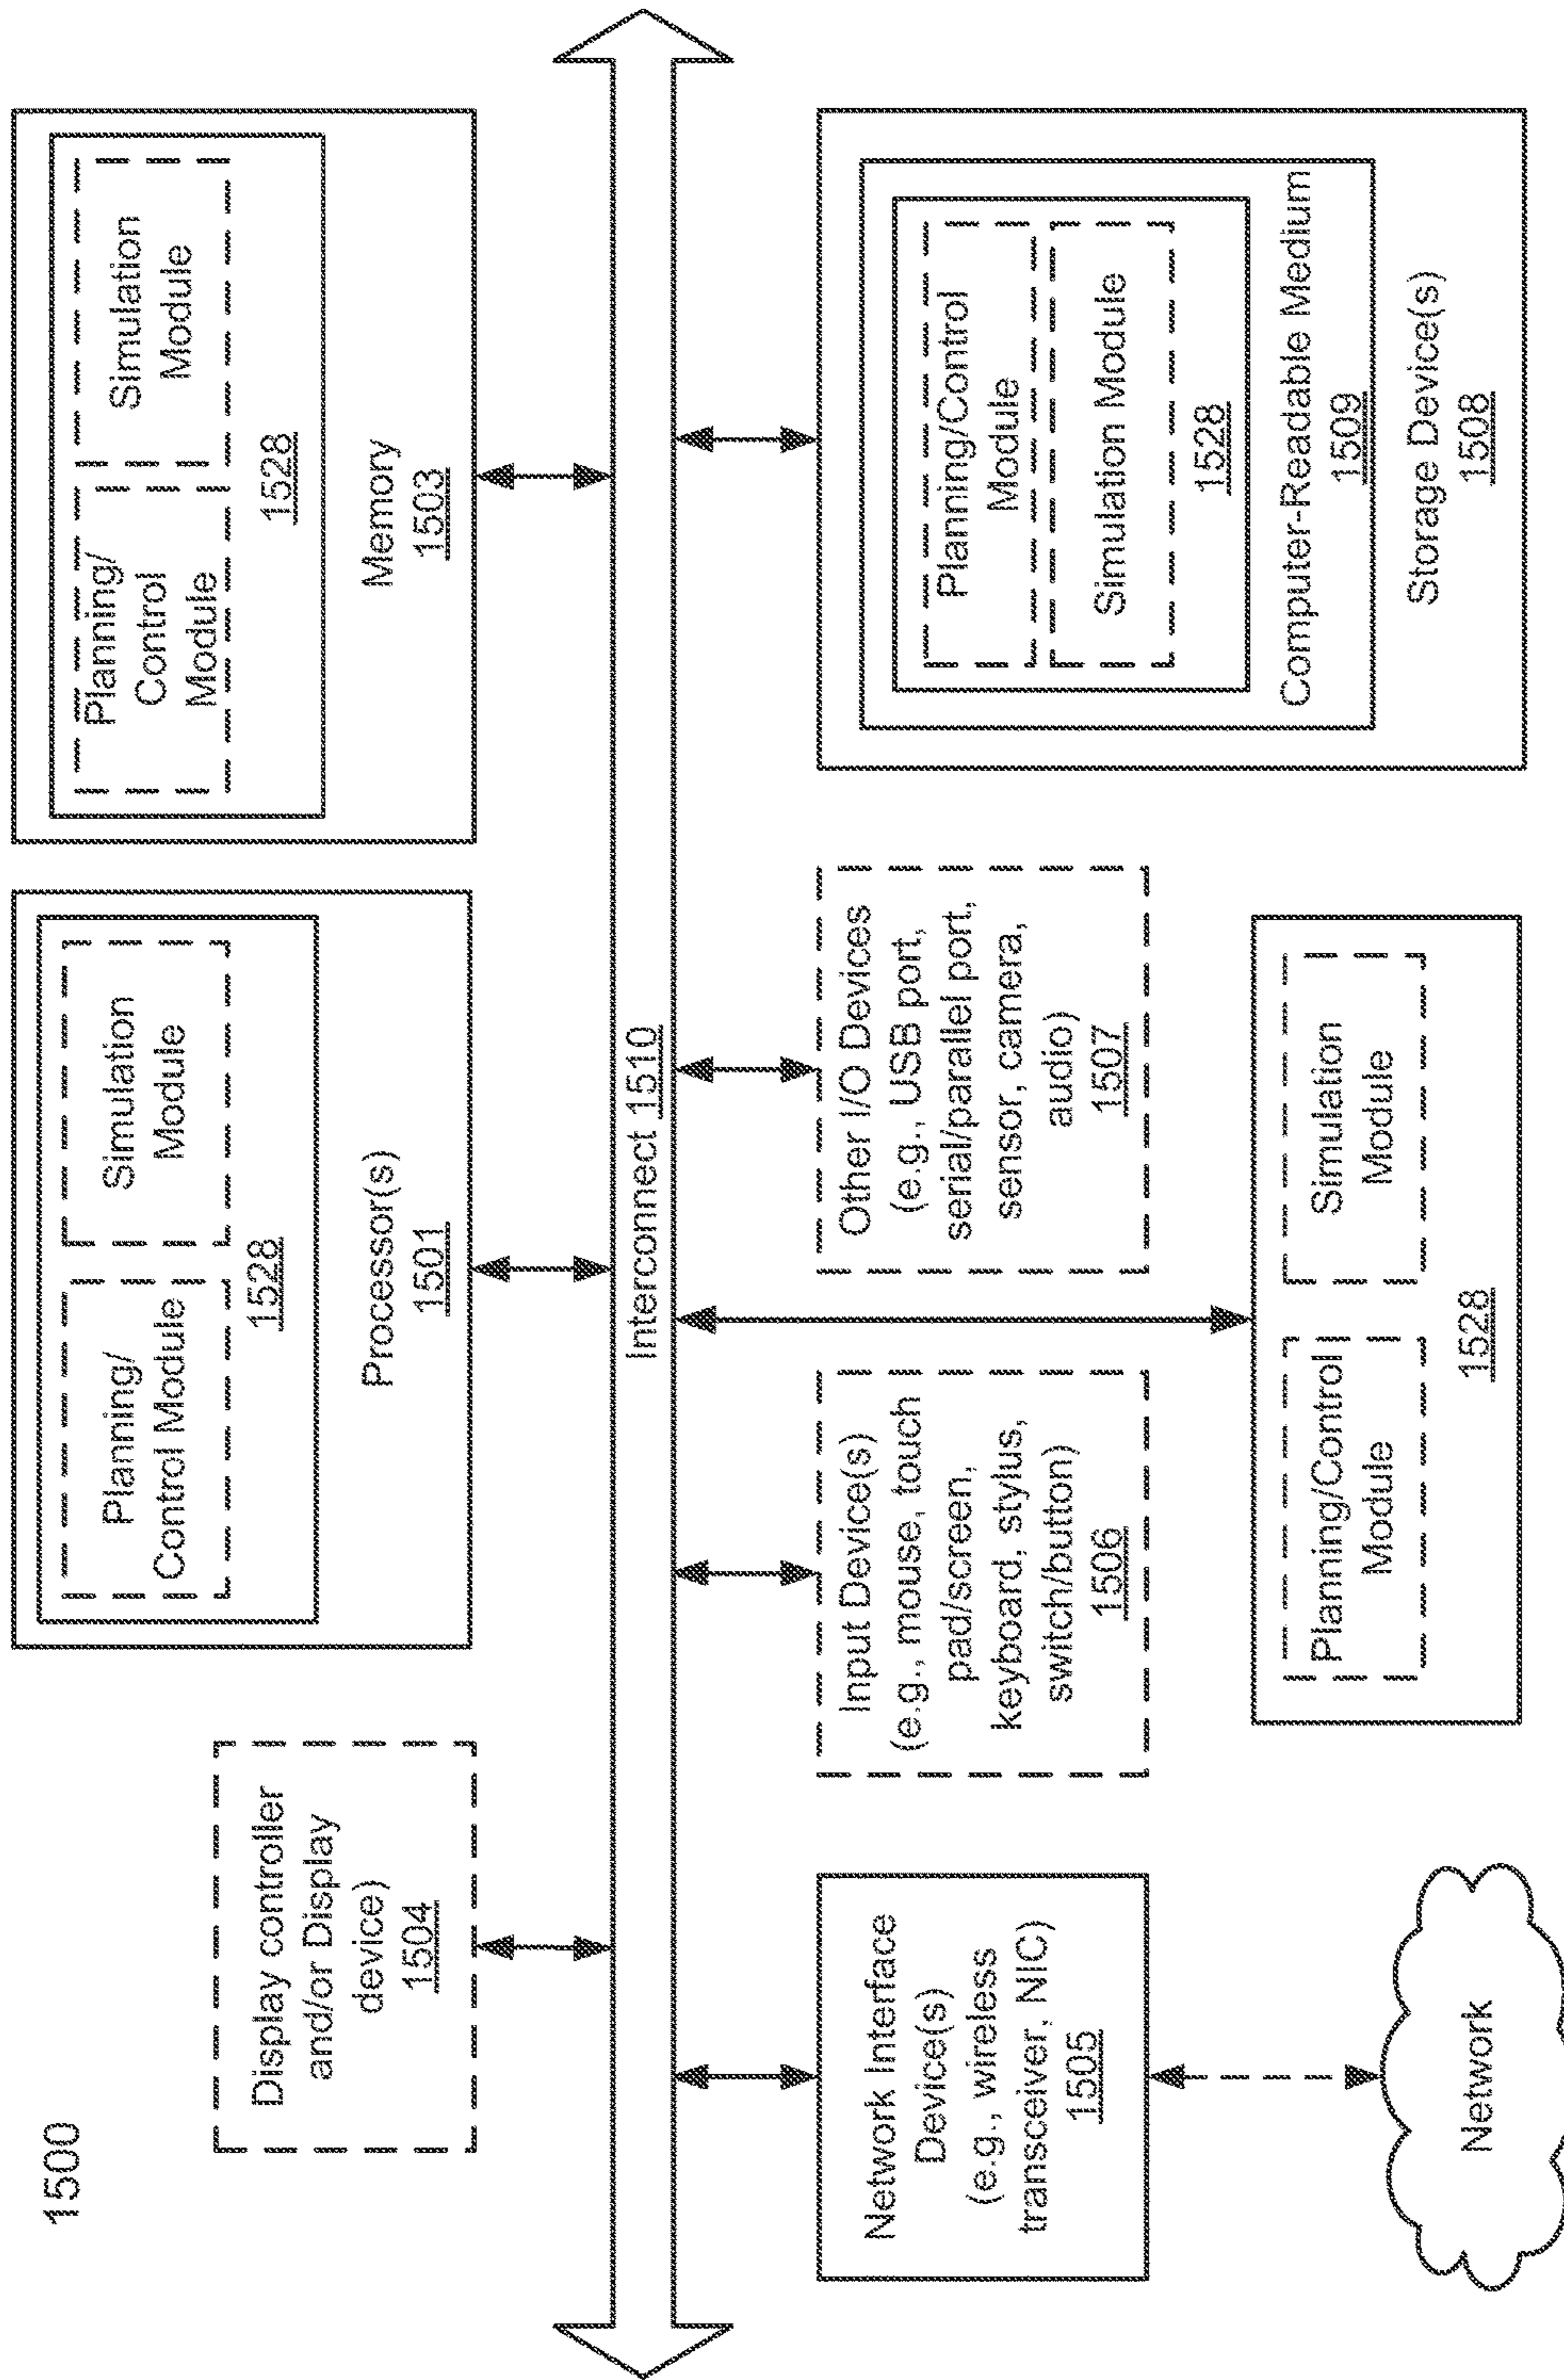 1500
Display controller
and/or Display
device)
1504
Planning/
Control Module
Simulation
Module
1528
Processor(s)
1501
Planning/
Control
Module
Simulation
Module
1528
Memory
1503
Interconnect 1510
Network Interface
Device(s)
(e.g., wireless
transceiver, NIC)
1505
Network
Input Device(s)
(e.g., mouse, touch
pad/screen,
keyboard, stylus,
switch/button)
1506
Other I/O Devices
(e.g., USB port,
serial/parallel port,
sensor, camera,
audio)
1507
Planning/Control
Module
Simulation
Module
1528
Planning/Control
Module
Simulation Module
1528
Computer-Readable Medium
1509
Storage Device(s)
1508